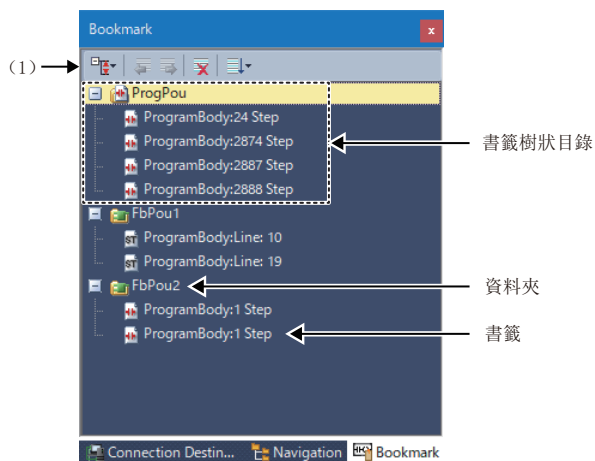 Bookmark
x
(1)
ProgPou
ProgramBody:24 Step
ProgramBody:2874 Step
書籤樹狀目錄
ProgramBody:2887 Step
ProgramBody:2888 Step
FbPou1
ST ProgramBody:Line: 10
ST ProgramBody:Line: 19
FbPou2
資料夾
ProgramBody:1 Step
ProgramBody:1 Step
書籤
Connection Destin... Navigation Bookmark